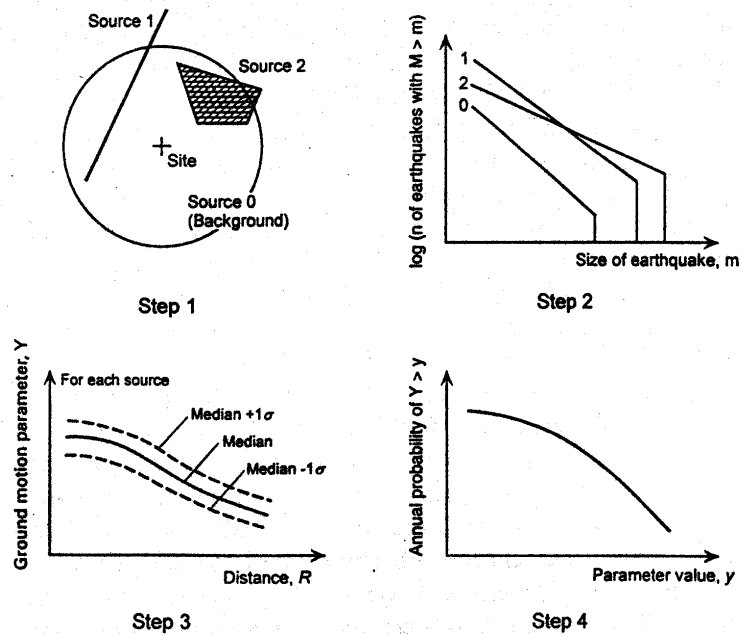 Source 1
Source 2
Site
Source 0
(Background)
Step 1
log (n of earthquakes with M > m)
1
2
0
Size of earthquake, m
Step 2
Ground motion parameter, Y
For each source
Median +1σ
Median
Median -1σ
Distance, R
Step 3
Annual probability of Y > y
Parameter value, y
Step 4